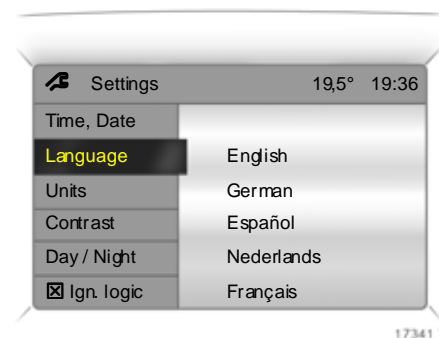 Settings 19,5° 19:36
Time, Date
Language English
Units German
Contrast Español
Day / Night Nederlands
Ign. logic Français
17341